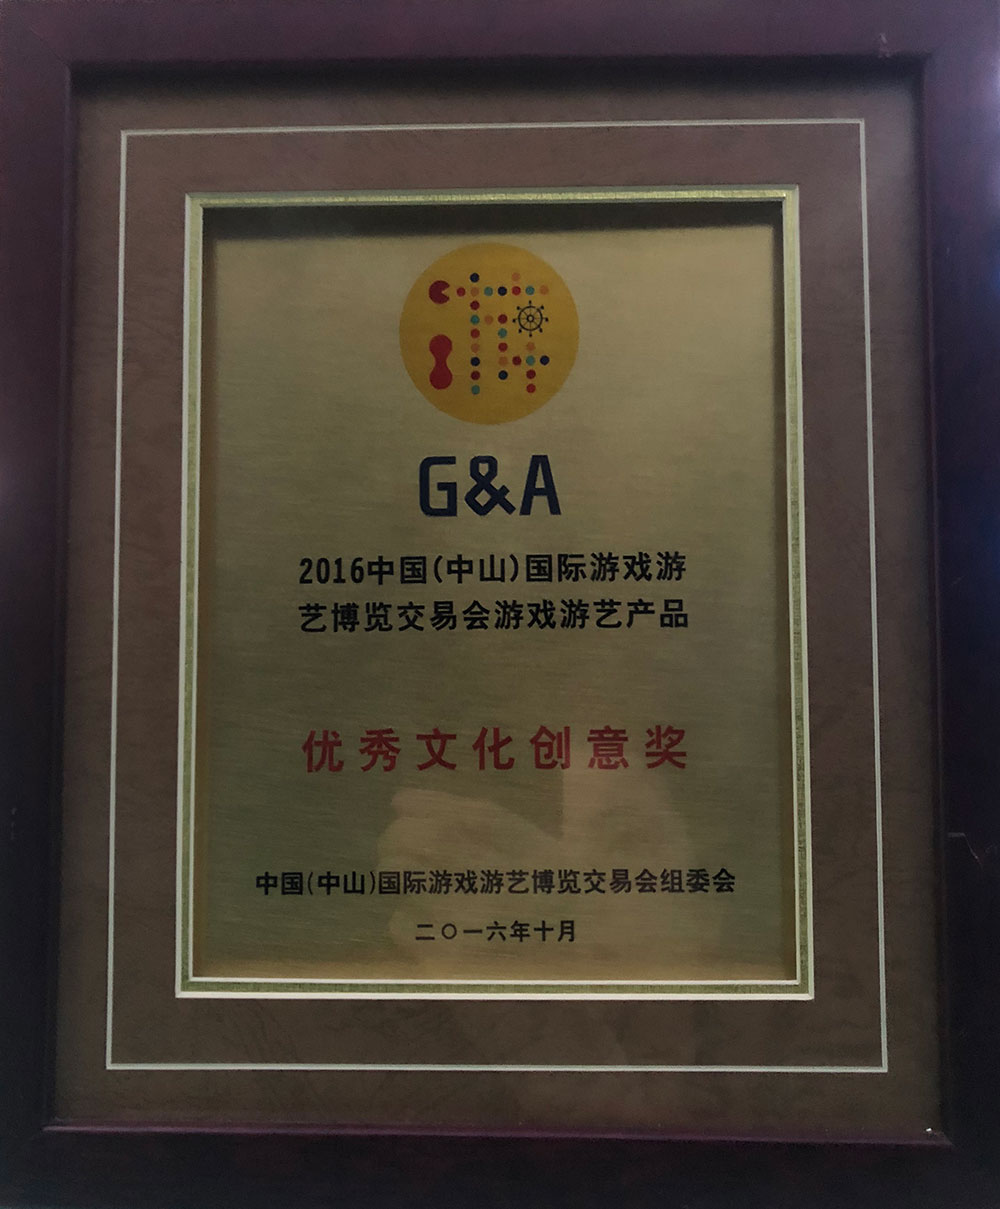 G&A
2016中国(中山)国际游戏游
艺博览交易会游戏游艺产品
优秀文化创意奖
中国(中山)国际游戏游艺博览交易会组委会
二〇一六年十月